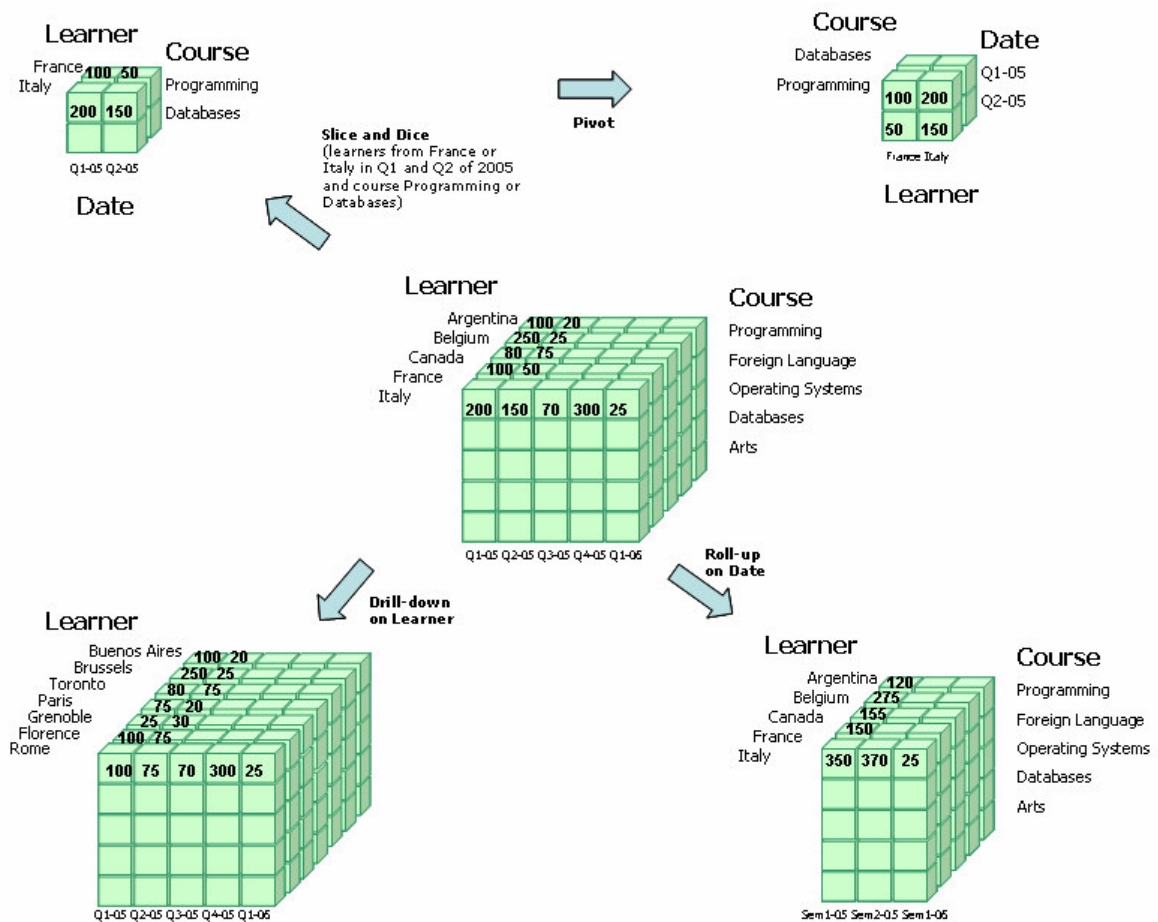 Learner
Course
France
Italy
100 50
Programming
200 150
Databases
Q1-05 Q2-05
Date
Slice and Dice
(learners from France or
Italy in Q1 and Q2 of 2005
and course Programming or
Databases)
Pivot
Course
Date
Databases
Programming
Q1-05
Q2-05
100 200
50 150
France Italy
Learner
Learner
Course
Argentina 100 20
Belgium 250 25
Canada 80 75
France 100 50
Italy
200 150 70 300 25
Programming
Foreign Language
Operating Systems
Databases
Arts
Q1-05 Q2-05 Q3-05 Q4-05 Q1-06
Drill-down
on Learner
Roll-up
on Date
Learner
Buenos Aires 100 20
Brussels 250 25
Toronto 80 75
Paris 75 20
Grenoble 25 30
Florence 100 75
Rome
100 75 70 300 25
Q1-05 Q2-05 Q3-05 Q4-05 Q1-06
Learner
Course
Argentina 120
Belgium 275
Canada 155
France 150
Italy
350 370 25
Programming
Foreign Language
Operating Systems
Databases
Arts
Sem1-05 Sem2-05 Sem1-06